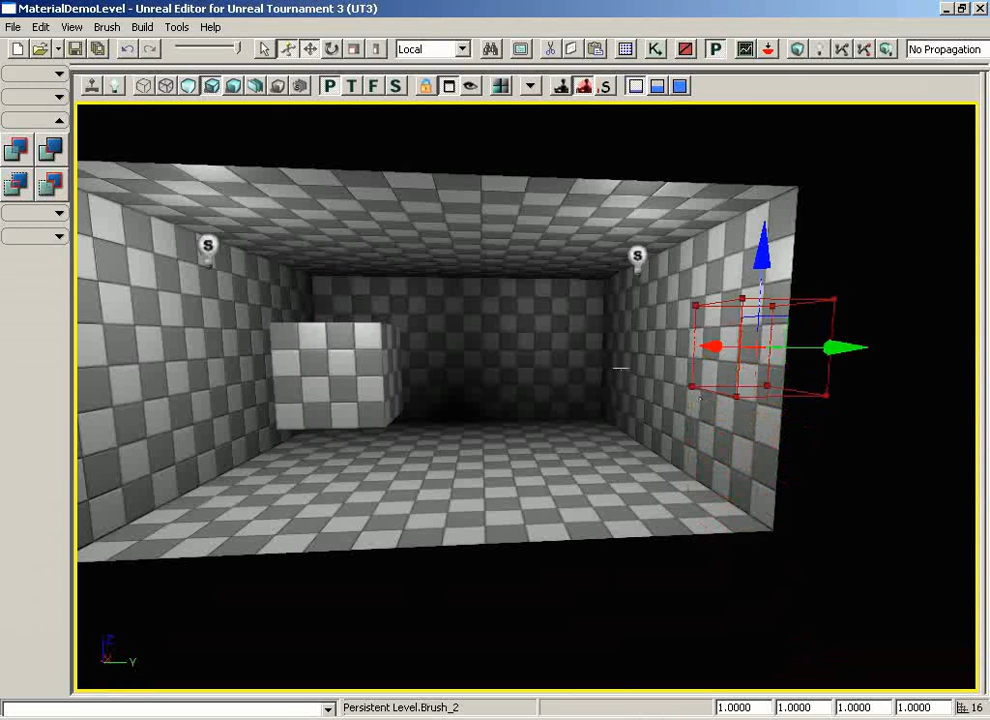 MaterialDemoLevel - Unreal Editor for Unreal Tournament 3 (UT3)
File Edit View Brush Build Tools Help
Local K P No Propagation
P T F S S
S
S
Z
X Y
Persistent Level.Brush_2 1.0000 1.0000 1.0000 1.0000 16